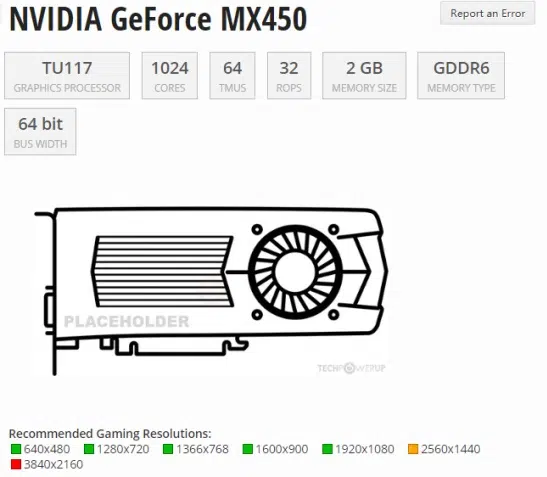 NVIDIA GeForce MX450
Report an Error
TU117
GRAPHICS PROCESSOR
1024
CORES
64
TMUS
32
ROPS
2 GB
MEMORY SIZE
GDDR6
MEMORY TYPE
64 bit
BUS WIDTH
PLACEHOLDER
TECHPOWERUP
Recommended Gaming Resolutions:
640x480 1280x720 1366x768 1600x900 1920x1080 2560x1440
3840x2160